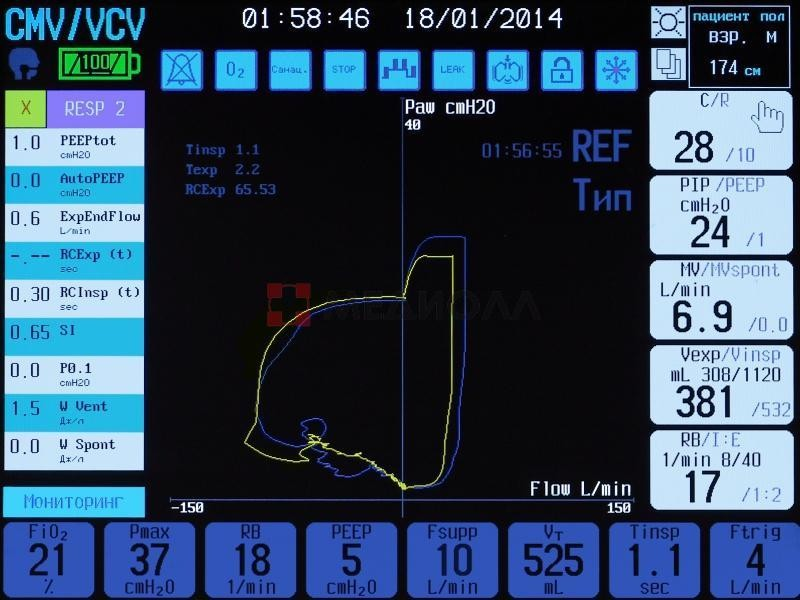 CMV/VCV 01:58:46 18/01/2014
пациент пол
взр. М
174 см
100
O₂ Санац. STOP LEAK
X RESP 2
1.0 PEEPtot
cmH2O
0.0 AutoPEEP
cmH2O
0.6 ExpEndFlow
L/min
-.-- RCExp (t)
sec
0.30 RCInsp (t)
sec
0.65 SI
0.0 P0.1
cmH2O
1.5 W Vent
Дж/л
0.0 W Spont
Дж/л
Мониторинг
Paw cmH2O
40
Tinsp 1.1
Texp 2.2
RCExp 65.53
01:56:55 REF
Тип
МЕДИОЛЛ
Flow L/min
-150 150
C/R
28 /10
PIP/PEEP
cmH₂O
24 /1
MV/MVspont
L/min
6.9 /0.0
Vexp/Vinsp
mL 308/1120
381 /532
RB/I:E
1/min 8/40
17 /1:2
FiO₂ Pmax RB PEEP Fsupp VT Tinsp Ftrig
21 37 18 5 10 525 1.1 4
% cmH₂O 1/min cmH₂O L/min mL sec L/min